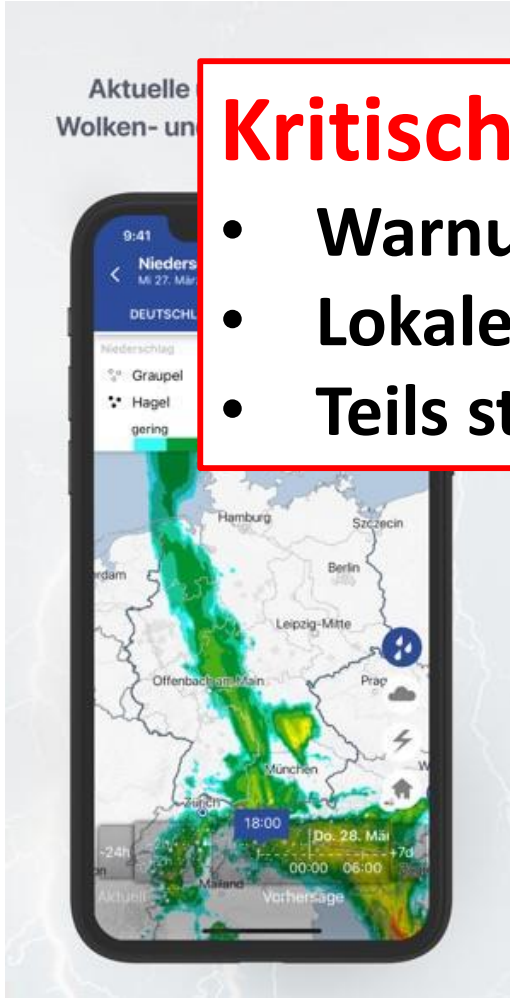 Aktuelle
Wolken- un
Kritisch
• Warnu
• Lokale
• Teils st
9:41
Nieders
Mi 27. Mär
DEUTSCHL
Niederschlag
Graupel
Hagel
gering
Hamburg
Szczecin
rdam
Berlin
Leipzig-Mitte
Offenbach am Main
Prag
München
W
Zürich
18:00
Do. 28. Mär
-24h
+7d
00:00 06:00
Mailand
Aktuell
Vorhersage